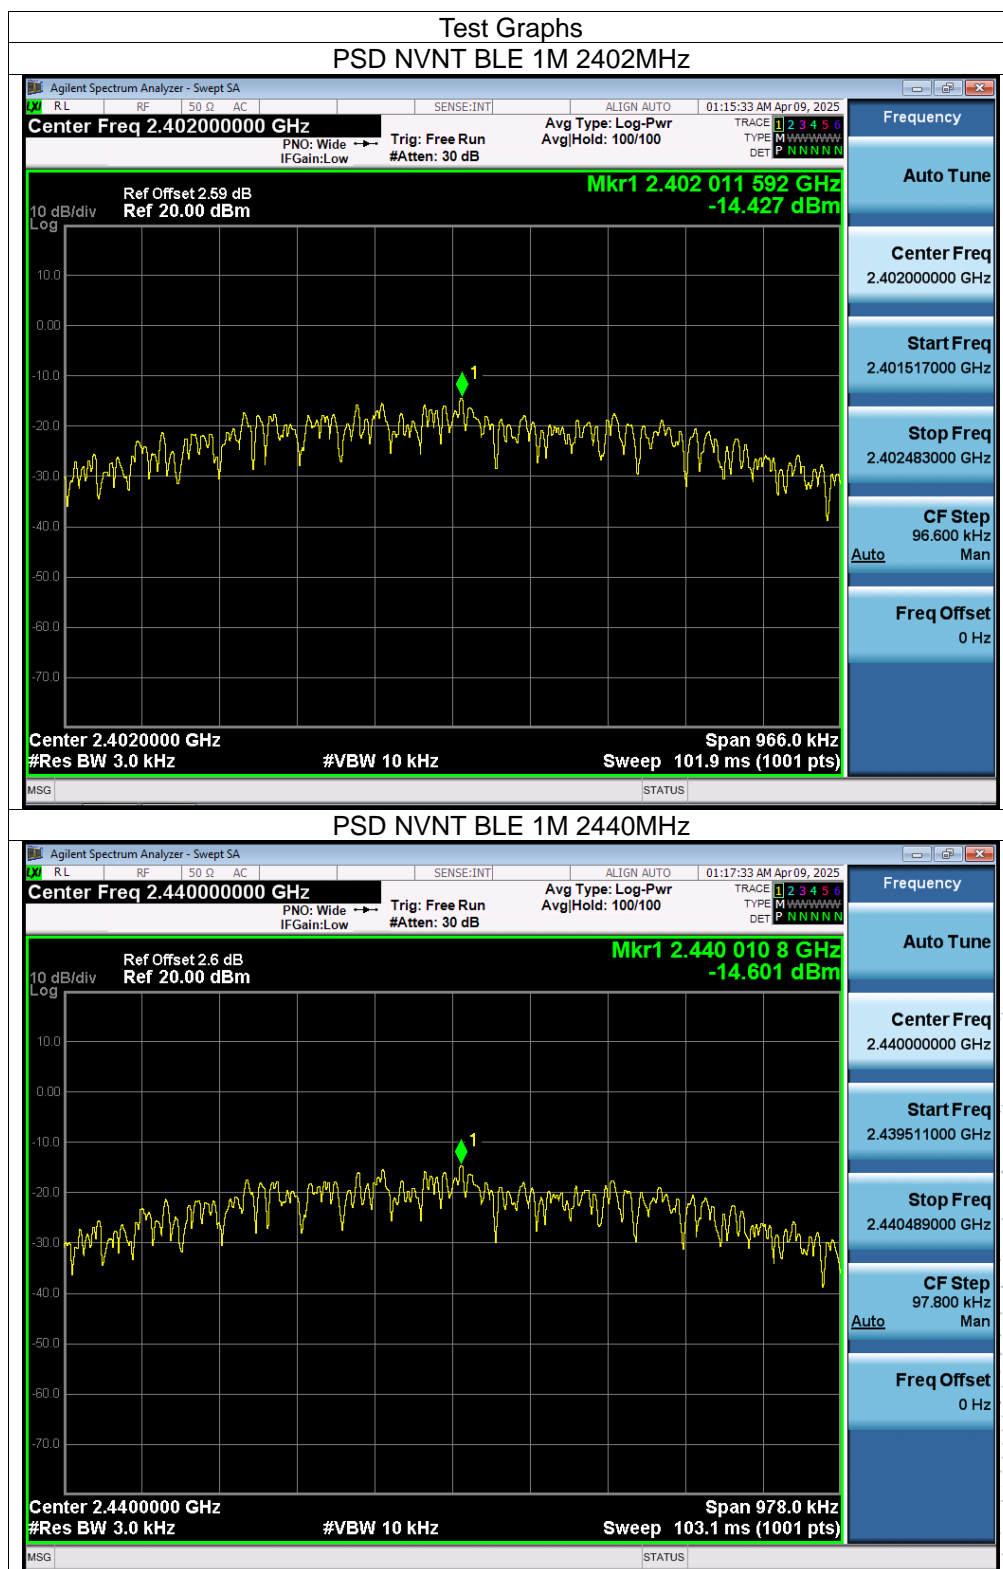 Test Graphs
PSD NVNT BLE 1M 2402MHz
Agilent Spectrum Analyzer - Swept SA
LXI RL RF 50 Ω AC SENSE:INT ALIGN AUTO 01:15:33 AM Apr 09, 2025
Center Freq 2.402000000 GHz
PNO: Wide
IFGain:Low
Trig: Free Run
#Atten: 30 dB
Avg Type: Log-Pwr
Avg|Hold: 100/100
TRACE 1 2 3 4 5 6
TYPE M WWWWW
DET P N N N N N
Frequency
Auto Tune
Center Freq
2.402000000 GHz
Start Freq
2.401517000 GHz
Stop Freq
2.402483000 GHz
CF Step
96.600 kHz
Auto Man
Freq Offset
0 Hz
Mkr1 2.402 011 592 GHz
-14.427 dBm
Ref Offset 2.59 dB
10 dB/div Ref 20.00 dBm
Log
10.0
0.00
-10.0
-20.0
-30.0
-40.0
-50.0
-60.0
-70.0
1
Center 2.4020000 GHz Span 966.0 kHz
#Res BW 3.0 kHz #VBW 10 kHz Sweep 101.9 ms (1001 pts)
MSG STATUS
PSD NVNT BLE 1M 2440MHz
Agilent Spectrum Analyzer - Swept SA
LXI RL RF 50 Ω AC SENSE:INT ALIGN AUTO 01:17:33 AM Apr 09, 2025
Center Freq 2.440000000 GHz
PNO: Wide
IFGain:Low
Trig: Free Run
#Atten: 30 dB
Avg Type: Log-Pwr
Avg|Hold: 100/100
TRACE 1 2 3 4 5 6
TYPE M WWWWW
DET P N N N N N
Frequency
Auto Tune
Center Freq
2.440000000 GHz
Start Freq
2.439511000 GHz
Stop Freq
2.440489000 GHz
CF Step
97.800 kHz
Auto Man
Freq Offset
0 Hz
Mkr1 2.440 010 8 GHz
-14.601 dBm
Ref Offset 2.6 dB
10 dB/div Ref 20.00 dBm
Log
10.0
0.00
-10.0
-20.0
-30.0
-40.0
-50.0
-60.0
-70.0
1
Center 2.4400000 GHz Span 978.0 kHz
#Res BW 3.0 kHz #VBW 10 kHz Sweep 103.1 ms (1001 pts)
MSG STATUS